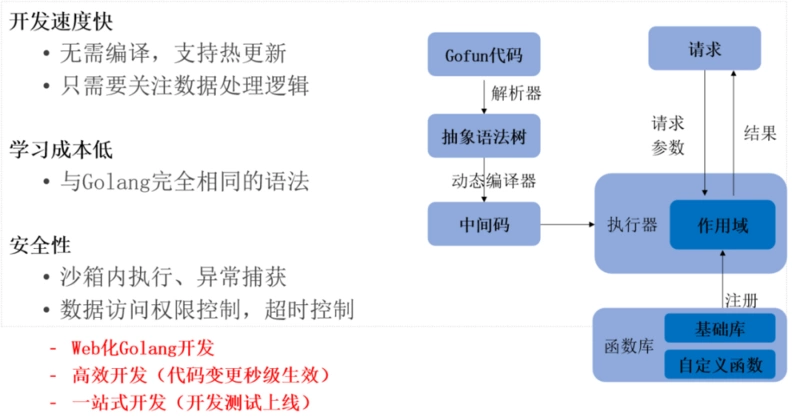 开发速度快
• 无需编译，支持热更新
• 只需要关注数据处理逻辑
学习成本低
• 与Golang完全相同的语法
安全性
• 沙箱内执行、异常捕获
• 数据访问权限控制，超时控制
- Web化Golang开发
- 高效开发（代码变更秒级生效）
- 一站式开发（开发测试上线）
Gofun代码
解析器
抽象语法树
动态编译器
中间码
请求
请求
参数
结果
执行器
作用域
注册
函数库
基础库
自定义函数